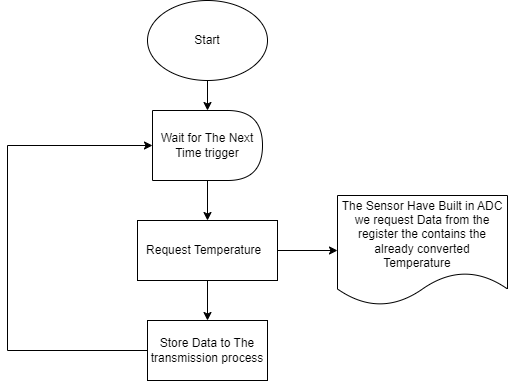 Start
Wait for The Next
Time trigger
Request Temperature
The Sensor Have Built in ADC
we request Data from the
register the contains the
already converted
Temperature
Store Data to The
transmission process